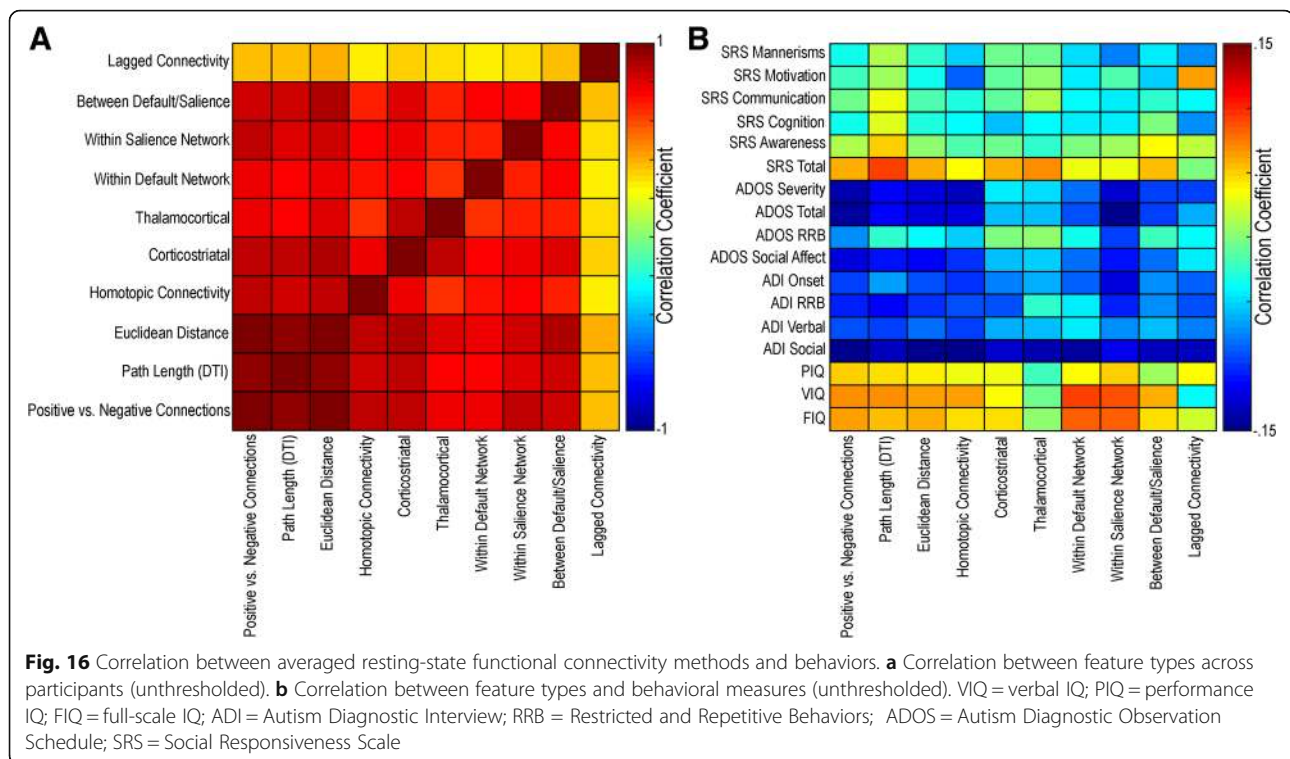 A
Lagged Connectivity
Between Default/Salience
Within Salience Network
Within Default Network
Thalamocortical
Corticostriatal
Homotopic Connectivity
Euclidean Distance
Path Length (DTI)
Positive vs. Negative Connections
Positive vs. Negative Connections
Path Length (DTI)
Euclidean Distance
Homotopic Connectivity
Corticostriatal
Thalamocortical
Within Default Network
Within Salience Network
Between Default/Salience
Lagged Connectivity
1
Correlation Coefficient
-1
B
SRS Mannerisms
SRS Motivation
SRS Communication
SRS Cognition
SRS Awareness
SRS Total
ADOS Severity
ADOS Total
ADOS RRB
ADOS Social Affect
ADI Onset
ADI RRB
ADI Verbal
ADI Social
PIQ
VIQ
FIQ
Positive vs. Negative Connections
Path Length (DTI)
Euclidean Distance
Homotopic Connectivity
Corticostriatal
Thalamocortical
Within Default Network
Within Salience Network
Between Default/Salience
Lagged Connectivity
.15
Correlation Coefficient
-.15
Fig. 16 Correlation between averaged resting-state functional connectivity methods and behaviors. a Correlation between feature types across
participants (unthresholded). b Correlation between feature types and behavioral measures (unthresholded). VIQ = verbal IQ; PIQ = performance
IQ; FIQ = full-scale IQ; ADI = Autism Diagnostic Interview; RRB = Restricted and Repetitive Behaviors; ADOS = Autism Diagnostic Observation
Schedule; SRS = Social Responsiveness Scale